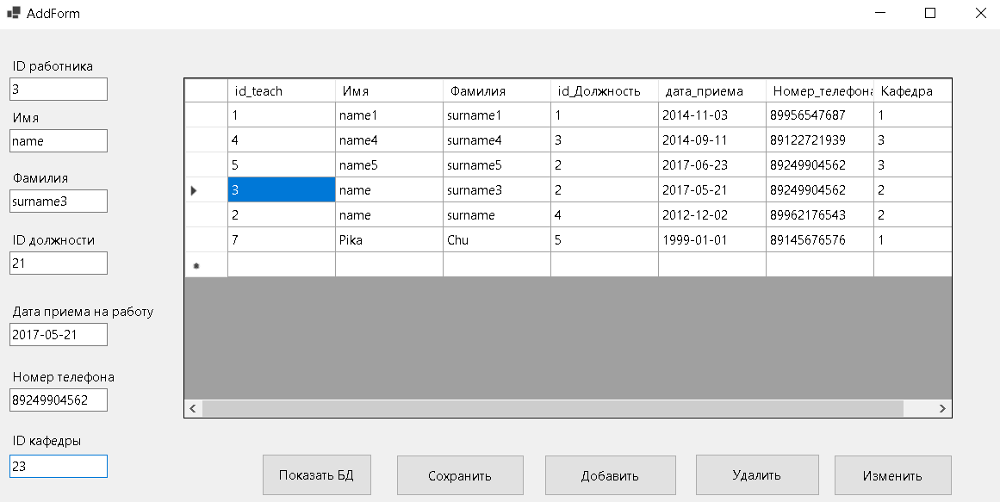 AddForm
ID работника
3
Имя
name
Фамилия
surname3
ID должности
21
Дата приема на работу
2017-05-21
Номер телефона
89249904562
ID кафедры
23
id_teach Имя Фамилия id_Должность дата_приема Номер_телефона Кафедра
1 name1 surname1 1 2014-11-03 89956547687 1
4 name4 surname4 3 2014-09-11 89122721939 3
5 name5 surname5 2 2017-06-23 89249904562 3
3 name surname3 2 2017-05-21 89249904562 2
2 name surname 4 2012-12-02 89962176543 2
7 Pika Chu 5 1999-01-01 89145676576 1
Показать БД Сохранить Добавить Удалить Изменить